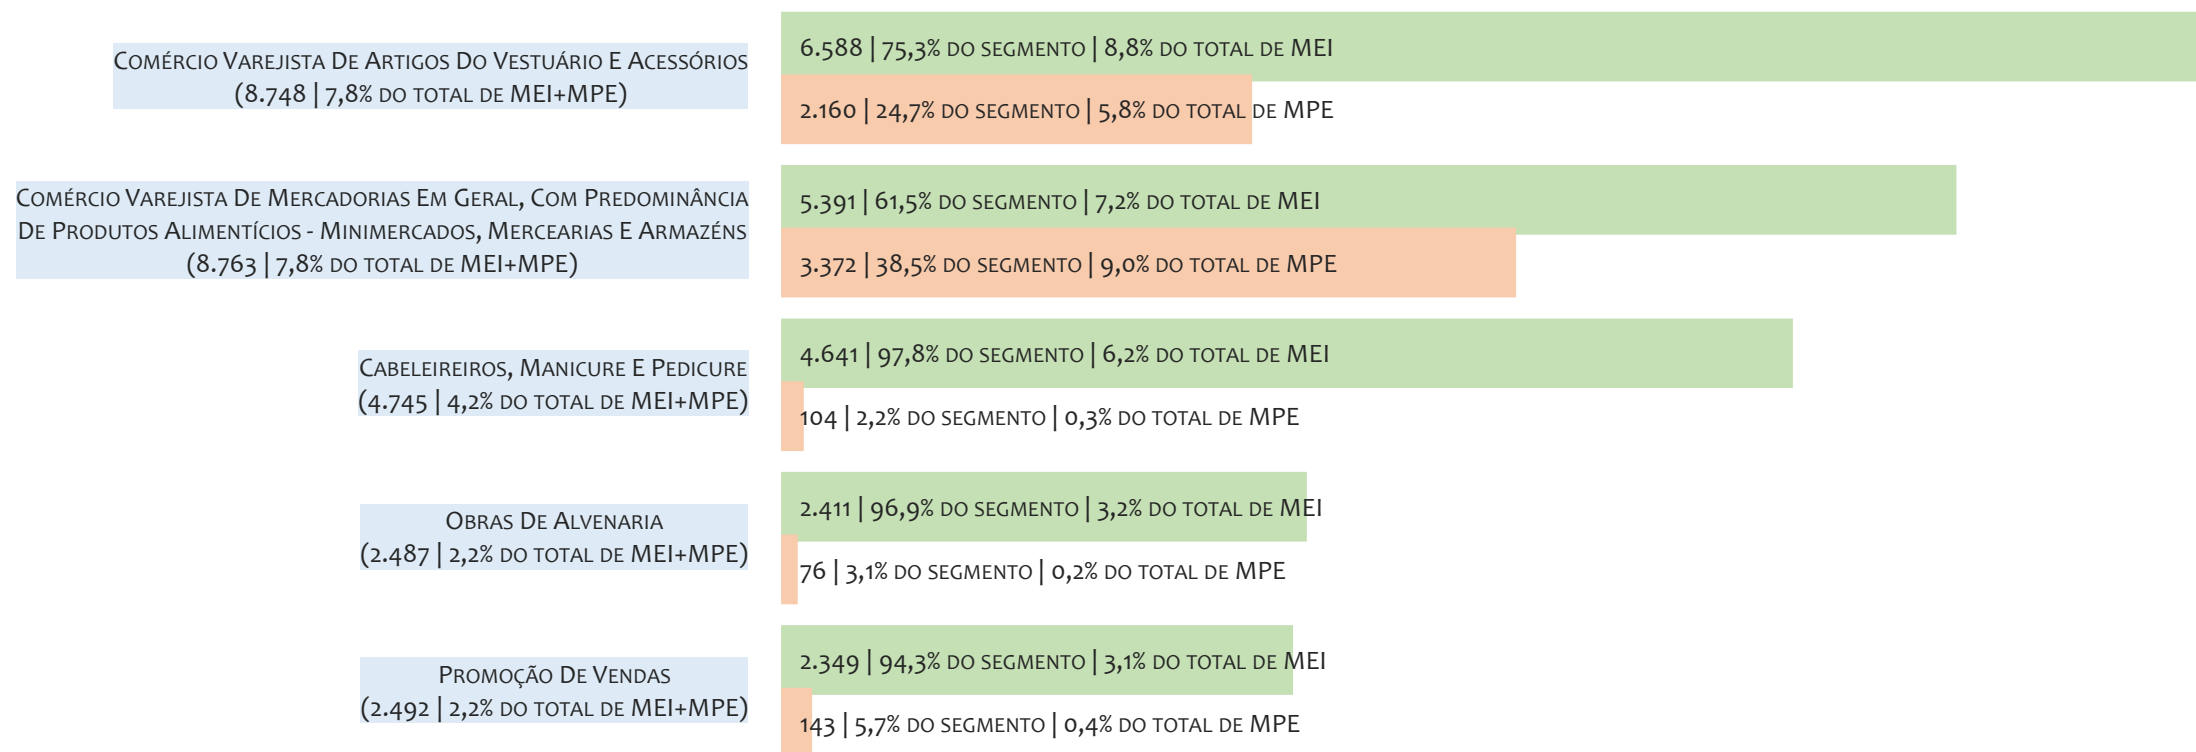 Comércio Varejista De Artigos Do Vestuário E Acessórios
(8.748 | 7,8% do total de MEI+MPE)
6.588 | 75,3% do segmento | 8,8% do total de MEI
2.160 | 24,7% do segmento | 5,8% do total de MPE
Comércio Varejista De Mercadorias Em Geral, Com Predominância
De Produtos Alimentícios - Minimercados, Mercearias E Armazéns
(8.763 | 7,8% do total de MEI+MPE)
5.391 | 61,5% do segmento | 7,2% do total de MEI
3.372 | 38,5% do segmento | 9,0% do total de MPE
Cabeleireiros, Manicure E Pedicure
(4.745 | 4,2% do total de MEI+MPE)
4.641 | 97,8% do segmento | 6,2% do total de MEI
104 | 2,2% do segmento | 0,3% do total de MPE
Obras De Alvenaria
(2.487 | 2,2% do total de MEI+MPE)
2.411 | 96,9% do segmento | 3,2% do total de MEI
76 | 3,1% do segmento | 0,2% do total de MPE
Promoção De Vendas
(2.492 | 2,2% do total de MEI+MPE)
2.349 | 94,3% do segmento | 3,1% do total de MEI
143 | 5,7% do segmento | 0,4% do total de MPE